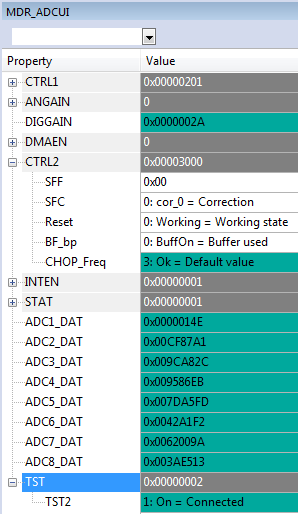 MDR_ADCUI
Property Value
CTRL1 0x00000201
ANGAIN 0
DIGGAIN 0x0000002A
DMAEN 0
CTRL2 0x00003000
SFF 0x00
SFC 0: cor_0 = Correction
Reset 0: Working = Working state
BF_bp 0: BuffOn = Buffer used
CHOP_Freq 3: Ok = Default value
INTEN 0x00000001
STAT 0x00000001
ADC1_DAT 0x0000014E
ADC2_DAT 0x00CF87A1
ADC3_DAT 0x009CA82C
ADC4_DAT 0x009586EB
ADC5_DAT 0x007DA5FD
ADC6_DAT 0x0042A1F2
ADC7_DAT 0x0062009A
ADC8_DAT 0x003AE513
TST 0x00000002
TST2 1: On = Connected